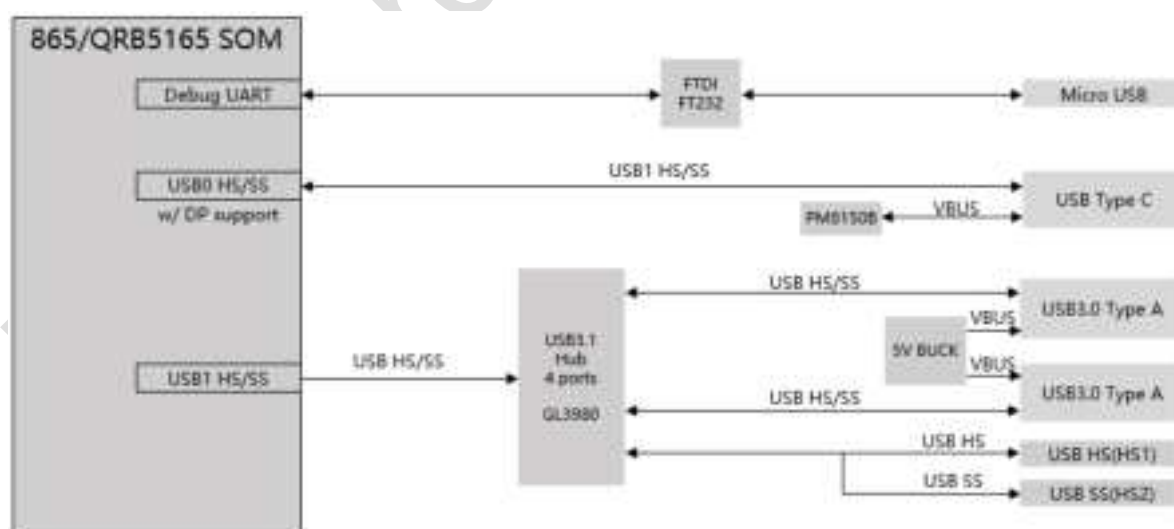 865/QRB5165 SOM
Debug UART
FTDI
FT232
Micro USB
USB0 HS/SS
w/ DP support
USB1 HS/SS
USB Type C
PM8150B
VBUS
USB HS/SS
USB3.0 Type A
VBUS
5V BUCK
VBUS
USB3.1
Hub
4 ports
GL3980
USB HS/SS
USB1 HS/SS
USB HS/SS
USB3.0 Type A
USB HS
USB HS(HS1)
USB SS
USB SS(HS2)